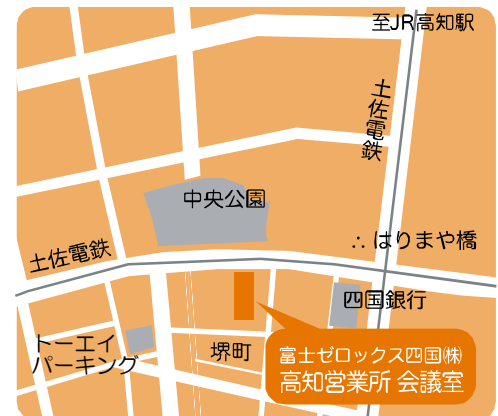 至JR高知駅
土佐電鉄
中央公園
∴ はりまや橋
土佐電鉄
四国銀行
トーエイ
パーキング
堺町
富士ゼロックス四国㈱
高知営業所 会議室